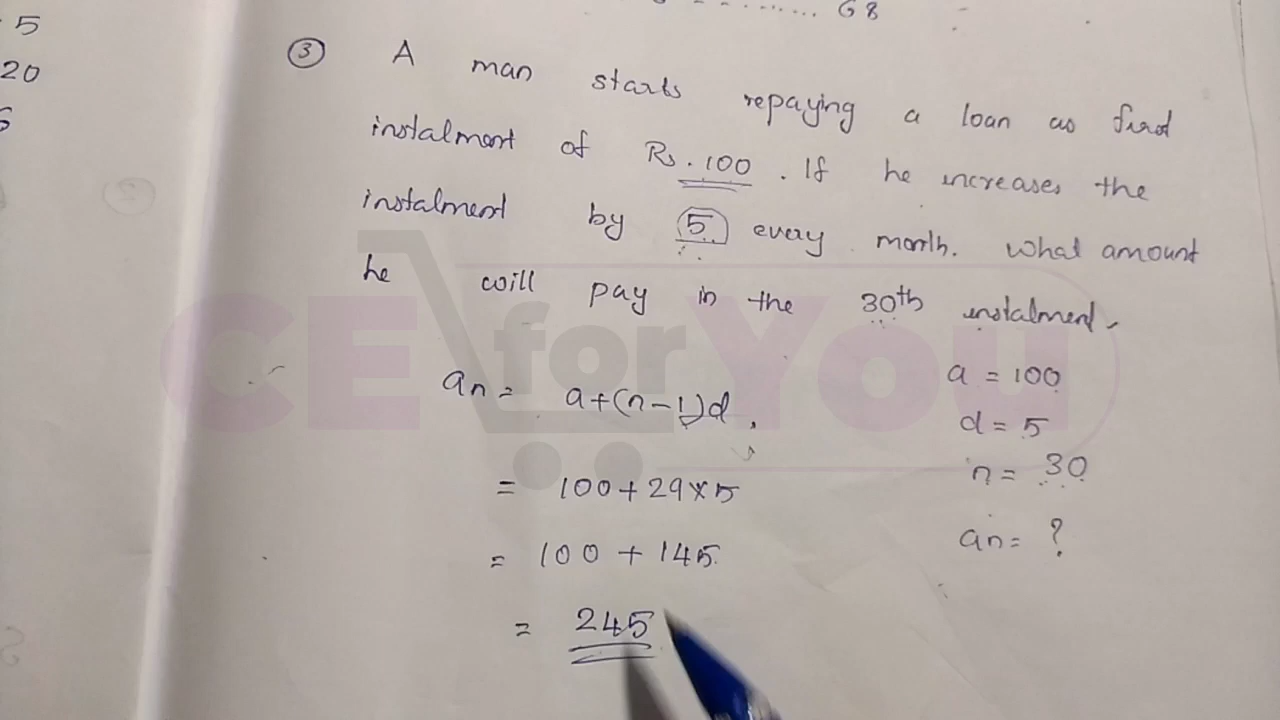 5
20
........ 68
③ A man starts repaying a loan as first
instalment of Rs. 100. If he increases the
instalment by 5 every month. What amount
he will pay in the 30th instalment.
CE for You
an = a+(n-1)d,
= 100+29×5
= 100 + 145
= 245
a = 100
d = 5
n = 30
an = ?